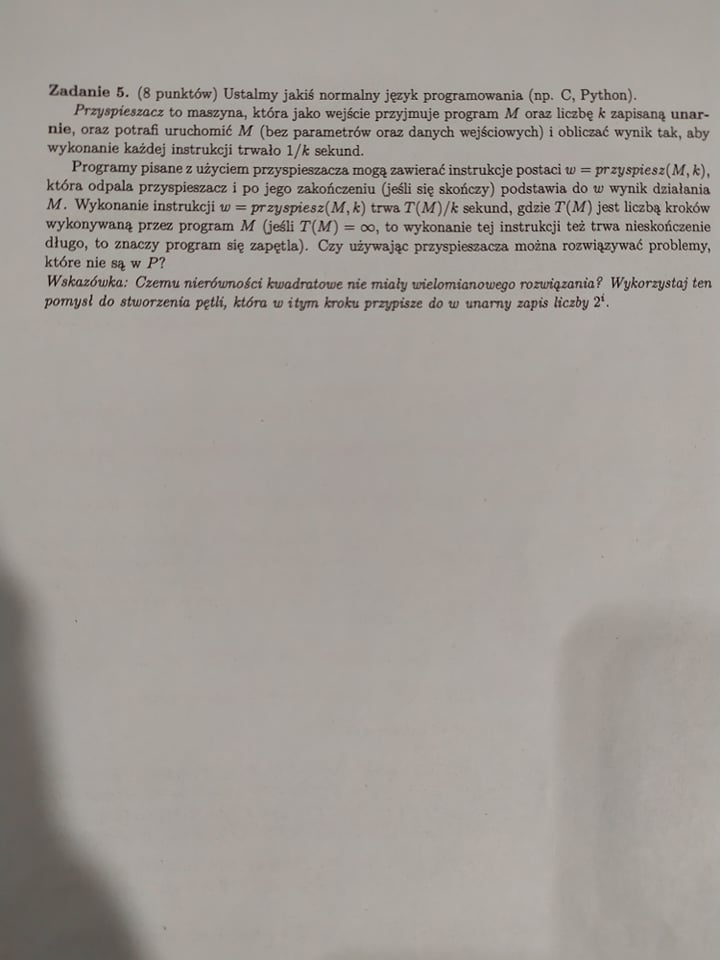 Zadanie 5. (8 punktów) Ustalmy jakiś normalny język programowania (np. C, Python).
Przyspieszacz to maszyna, która jako wejście przyjmuje program M oraz liczbę k zapisaną unar-
nie, oraz potrafi uruchomić M (bez parametrów oraz danych wejściowych) i obliczać wynik tak, aby
wykonanie każdej instrukcji trwało 1/k sekund.
Programy pisane z użyciem przyspieszacza mogą zawierać instrukcje postaci w = przyspiesz(M, k),
która odpala przyspieszacz i po jego zakończeniu (jeśli się skończy) podstawia do w wynik działania
M. Wykonanie instrukcji w = przyspiesz(M, k) trwa T(M)/k sekund, gdzie T(M) jest liczbą kroków
wykonywaną przez program M (jeśli T(M) = ∞, to wykonanie tej instrukcji też trwa nieskończenie
długo, to znaczy program się zapętla). Czy używając przyspieszacza można rozwiązywać problemy,
które nie są w P?
Wskazówka: Czemu nierówności kwadratowe nie miały wielomianowego rozwiązania? Wykorzystaj ten
pomysł do stworzenia pętli, która w itym kroku przypisze do w unarny zapis liczby 2^i.